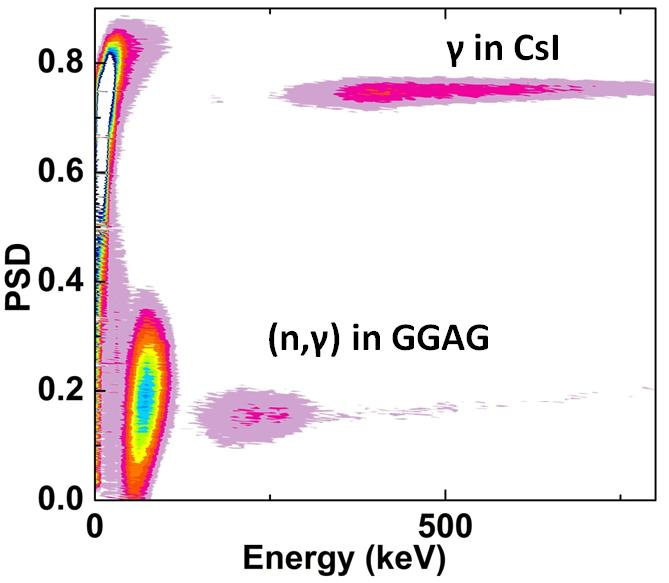 γ in CsI
(n,γ) in GGAG
PSD
0.8
0.6
0.4
0.2
0.0
0
500
Energy (keV)